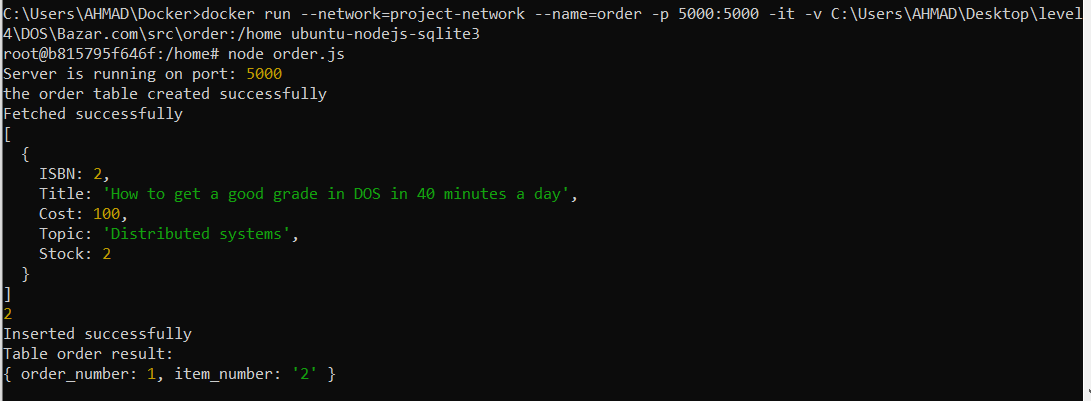 C:\Users\AHMAD\Docker>docker run --network=project-network --name=order -p 5000:5000 -it -v C:\Users\AHMAD\Desktop\level
4\DOS\Bazar.com\src\order:/home ubuntu-nodejs-sqlite3
root@b815795f646f:/home# node order.js
Server is running on port: 5000
the order table created successfully
Fetched successfully
[
  {
    ISBN: 2,
    Title: 'How to get a good grade in DOS in 40 minutes a day',
    Cost: 100,
    Topic: 'Distributed systems',
    Stock: 2
  }
]
2
Inserted successfully
Table order result:
{ order_number: 1, item_number: '2' }